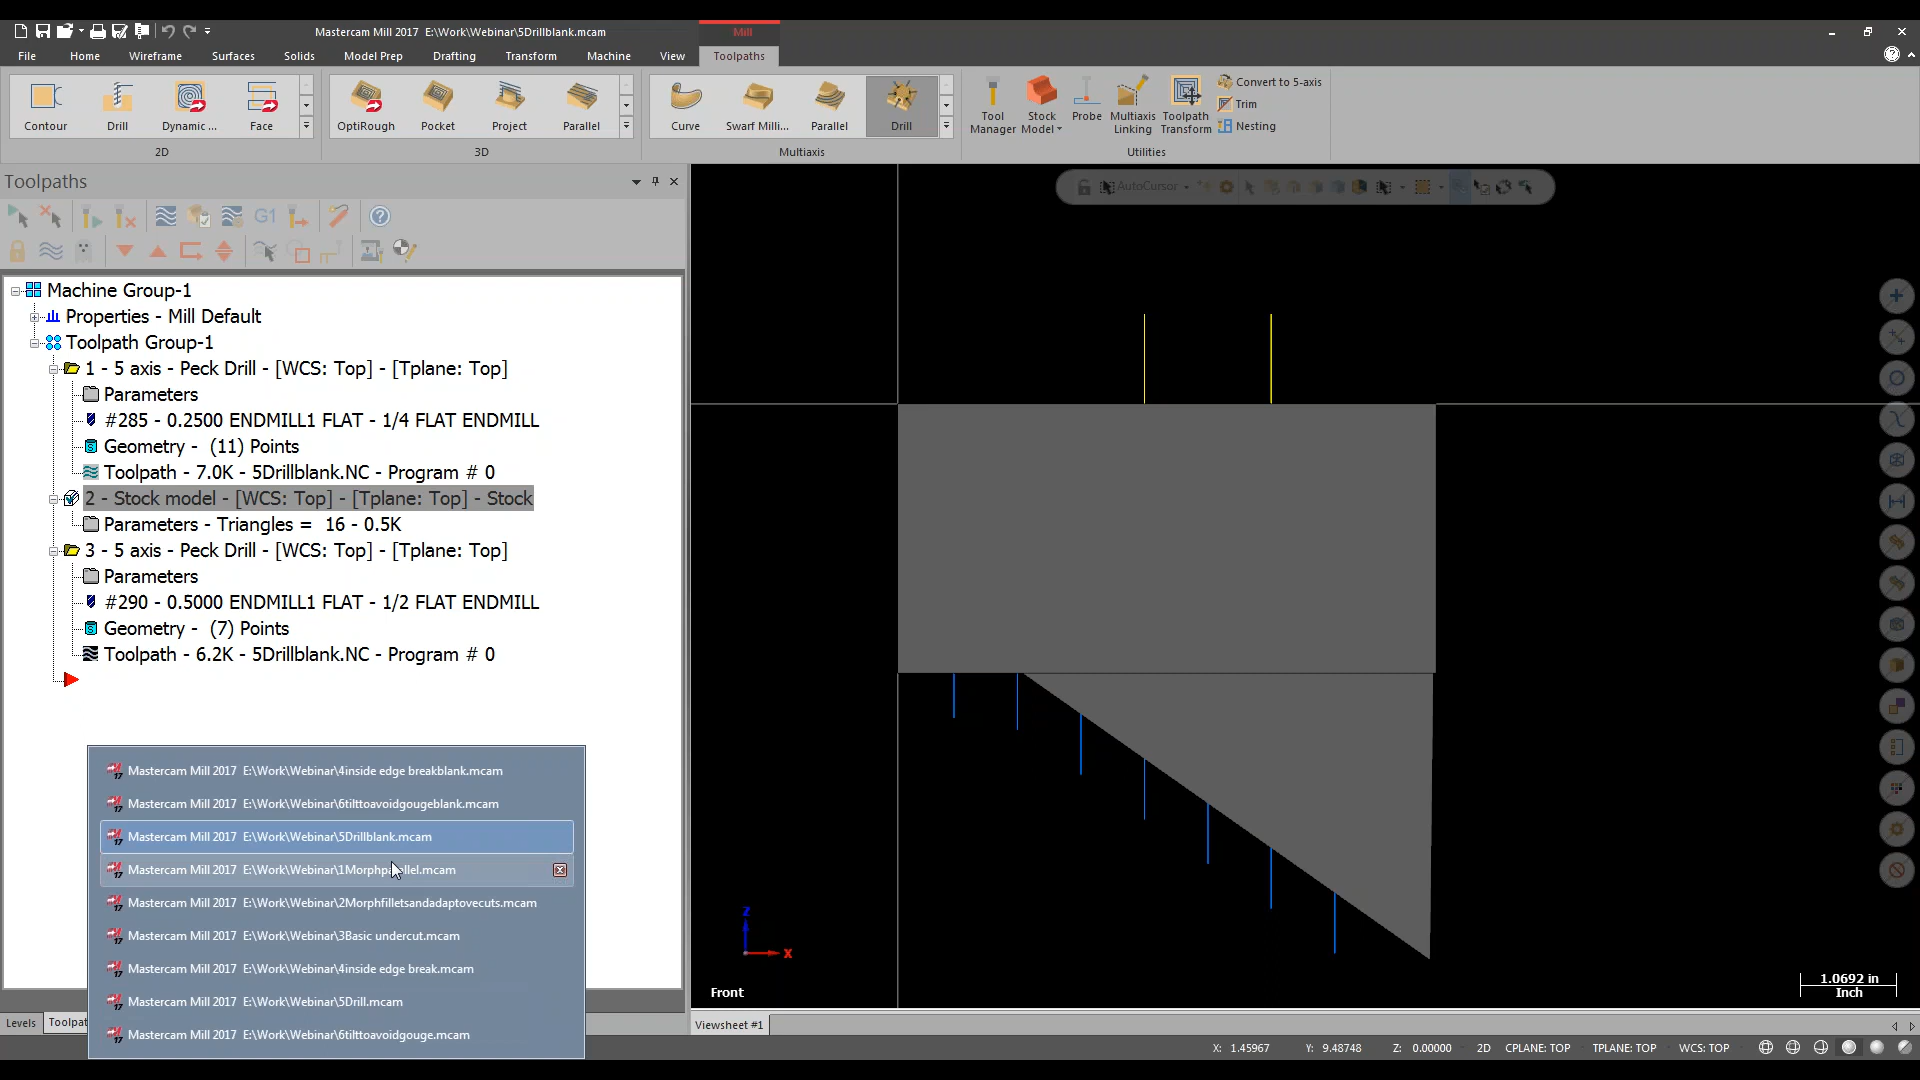 Mastercam Mill 2017 E:\Work\Webinar\5Drillblank.mcam
Mill
File Home Wireframe Surfaces Solids Model Prep Drafting Transform Machine View Toolpaths
Contour Drill Dynamic ... Face
2D
OptiRough Pocket Project Parallel
3D
Curve Swarf Milli... Parallel Drill
Multiaxis
Tool Manager
Stock Model
Probe
Multiaxis Linking
Toolpath Transform
Convert to 5-axis
Trim
Nesting
Utilities
Toolpaths
AutoCursor
G1
Machine Group-1
Properties - Mill Default
Toolpath Group-1
1 - 5 axis - Peck Drill - [WCS: Top] - [Tplane: Top]
Parameters
#285 - 0.2500 ENDMILL1 FLAT - 1/4 FLAT ENDMILL
Geometry - (11) Points
Toolpath - 7.0K - 5Drillblank.NC - Program # 0
2 - Stock model - [WCS: Top] - [Tplane: Top] - Stock
Parameters - Triangles = 16 - 0.5K
3 - 5 axis - Peck Drill - [WCS: Top] - [Tplane: Top]
Parameters
#290 - 0.5000 ENDMILL1 FLAT - 1/2 FLAT ENDMILL
Geometry - (7) Points
Toolpath - 6.2K - 5Drillblank.NC - Program # 0
Mastercam Mill 2017 E:\Work\Webinar\4inside edge breakblank.mcam
Mastercam Mill 2017 E:\Work\Webinar\6tilttoavoidgougeblank.mcam
Mastercam Mill 2017 E:\Work\Webinar\5Drillblank.mcam
Mastercam Mill 2017 E:\Work\Webinar\
Mastercam Mill 2017 E:\Work\Webinar\2Morphfilletsandadaptovecuts.mcam
Mastercam Mill 2017 E:\Work\Webinar\3Basic undercut.mcam
Mastercam Mill 2017 E:\Work\Webinar\4inside edge break.mcam
Mastercam Mill 2017 E:\Work\Webinar\5Drill.mcam
Mastercam Mill 2017 E:\Work\Webinar\6tilttoavoidgouge.mcam
Z
X
Front
1.0692 in
Inch
Levels Toolpat
Viewsheet #1
X: 1.45967 Y: 9.48748 Z: 0.00000 2D CPLANE: TOP TPLANE: TOP WCS: TOP